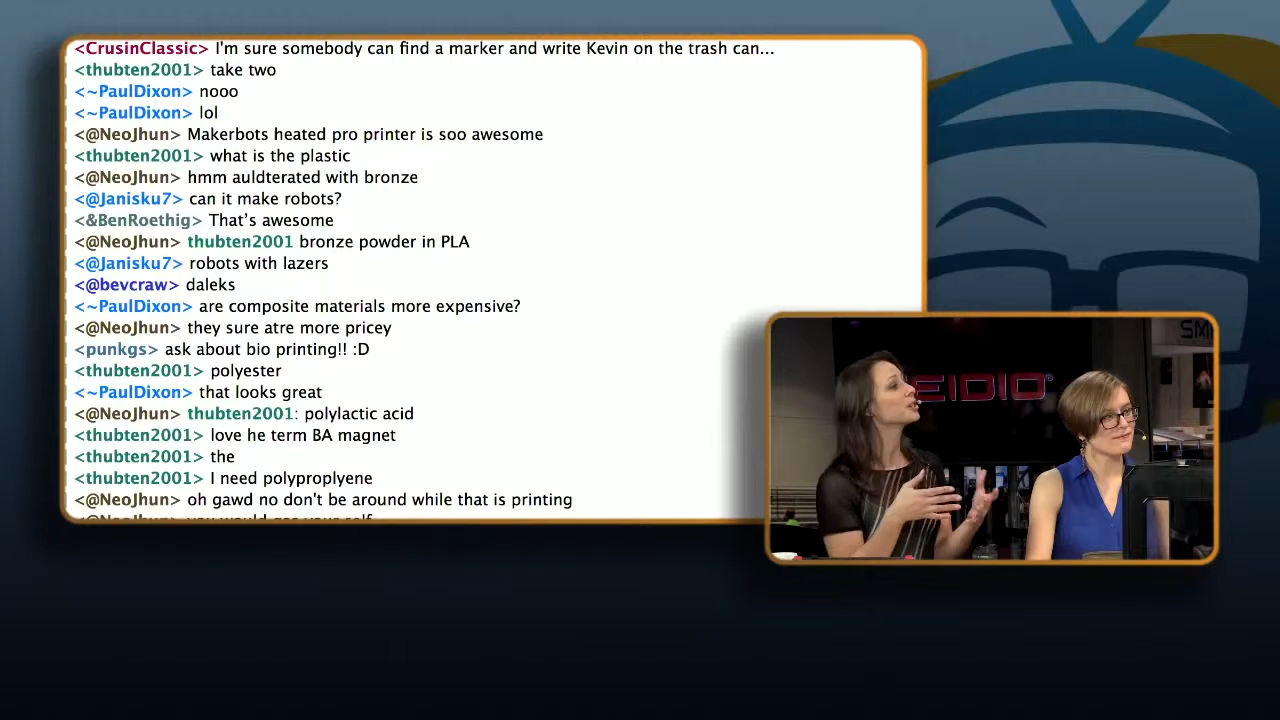 <CrusinClassic> I'm sure somebody can find a marker and write Kevin on the trash can...
<thubten2001> take two
<~PaulDixon> nooo
<~PaulDixon> lol
<@NeoJhun> Makerbots heated pro printer is soo awesome
<thubten2001> what is the plastic
<@NeoJhun> hmm auldterated with bronze
<@Janisku7> can it make robots?
<&BenRoethig> That's awesome
<@NeoJhun> thubten2001 bronze powder in PLA
<@Janisku7> robots with lazers
<@bevcraw> daleks
<~PaulDixon> are composite materials more expensive?
<@NeoJhun> they sure atre more pricey
<punkgs> ask about bio printing!! :D
<thubten2001> polyester
<~PaulDixon> that looks great
<@NeoJhun> thubten2001: polylactic acid
<thubten2001> love he term BA magnet
<thubten2001> the
<thubten2001> I need polyproplyene
<@NeoJhun> oh gawd no don't be around while that is printing
EIDIO®
SM